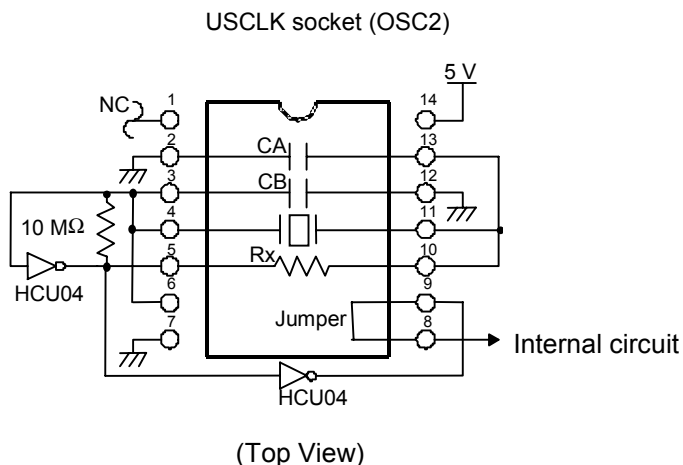 USCLK socket (OSC2)
5 V
NC
1
14
2
CA
13
3
CB
12
10 MΩ
4
11
5
Rx
10
HCU04
6
9
7
Jumper
8
Internal circuit
HCU04
(Top View)